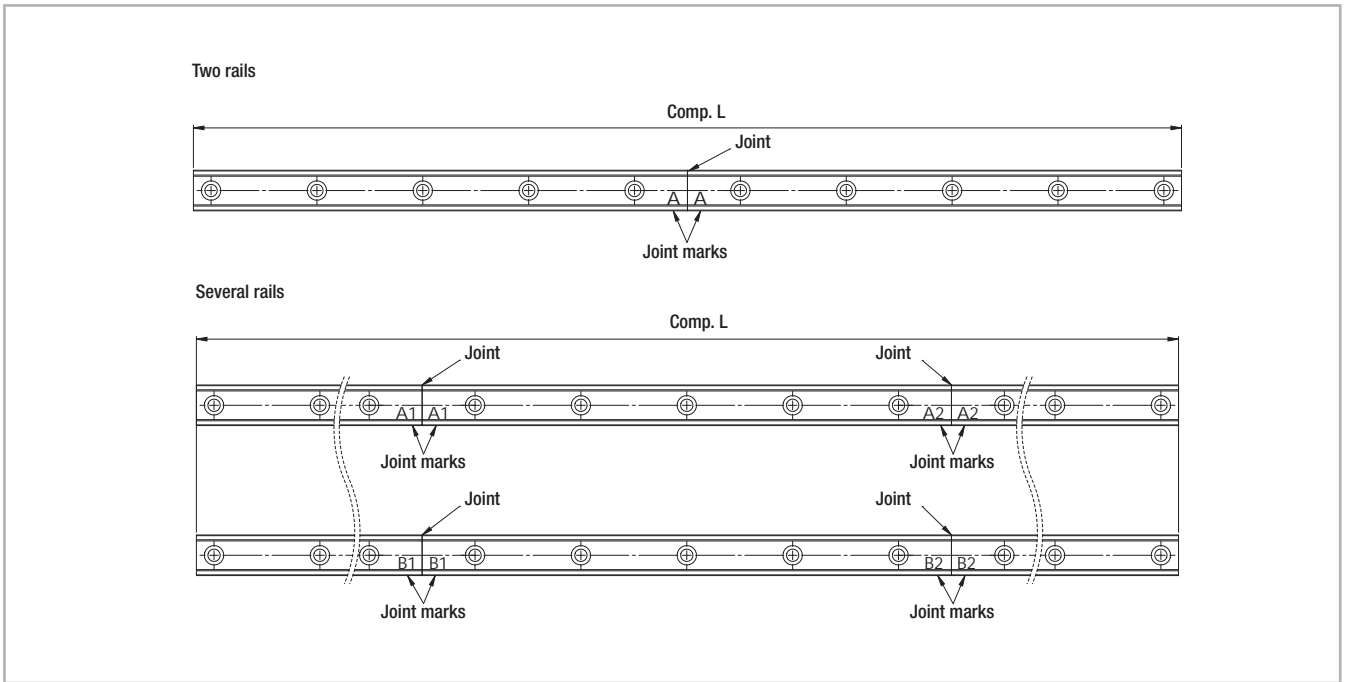 Two rails
Comp. L
Joint
A A
Joint marks
Several rails
Comp. L
Joint Joint
A1 A1 A2 A2
Joint marks Joint marks
Joint Joint
B1 B1 B2 B2
Joint marks Joint marks